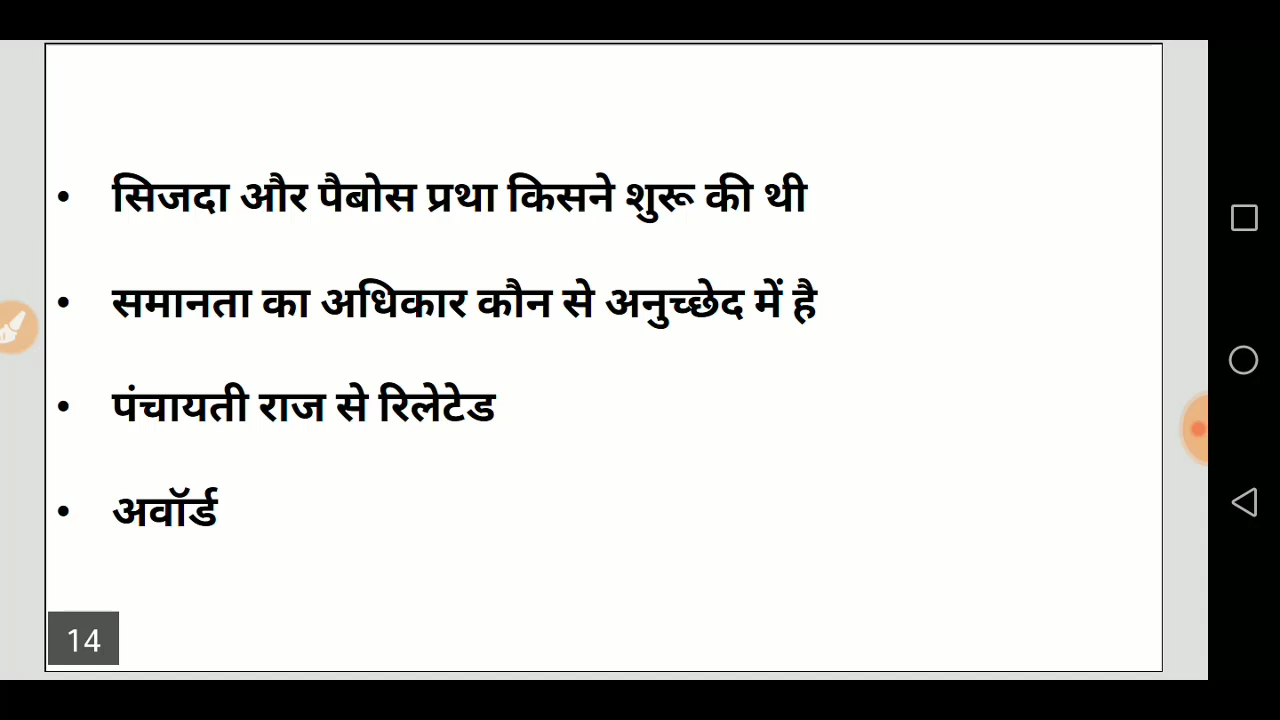 • सिजदा और पैबोस प्रथा किसने शुरू की थी
• समानता का अधिकार कौन से अनुच्छेद में है
• पंचायती राज से रिलेटेड
• अवॉर्ड
14